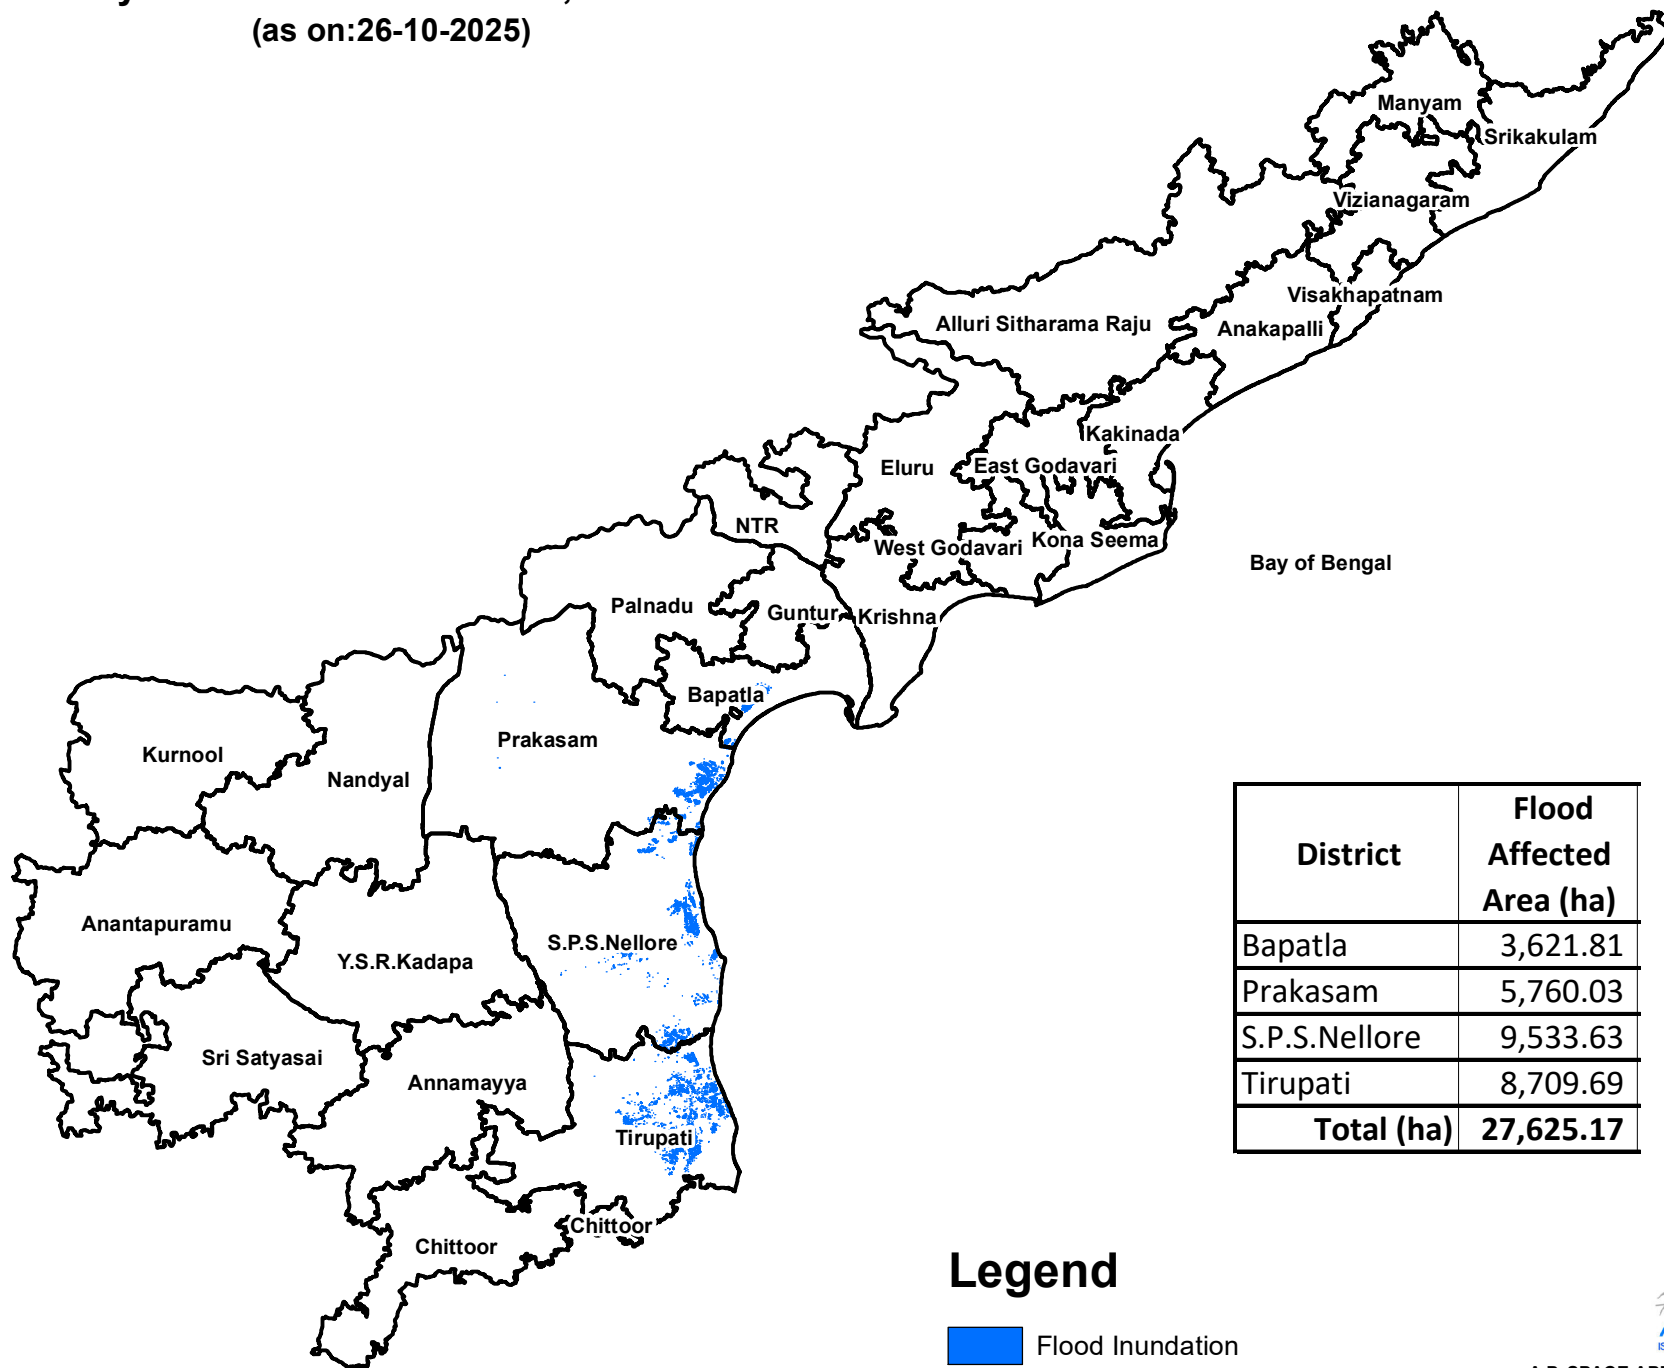 (as on:26-10-2025)
Manyam
Srikakulam
Vizianagaram
Visakhapatnam
Alluri Sitharama Raju
Anakapalli
Kakinada
Eluru
East Godavari
NTR
West Godavari
Kona Seema
Bay of Bengal
Palnadu
Guntur
Krishna
Bapatla
Prakasam
Kurnool
Nandyal
Anantapuramu
S.P.S.Nellore
Y.S.R.Kadapa
Sri Satyasai
Annamayya
Tirupati
Chittoor
Chittoor
District Flood Affected Area (ha)
Bapatla 3,621.81
Prakasam 5,760.03
S.P.S.Nellore 9,533.63
Tirupati 8,709.69
Total (ha) 27,625.17
Legend
Flood Inundation